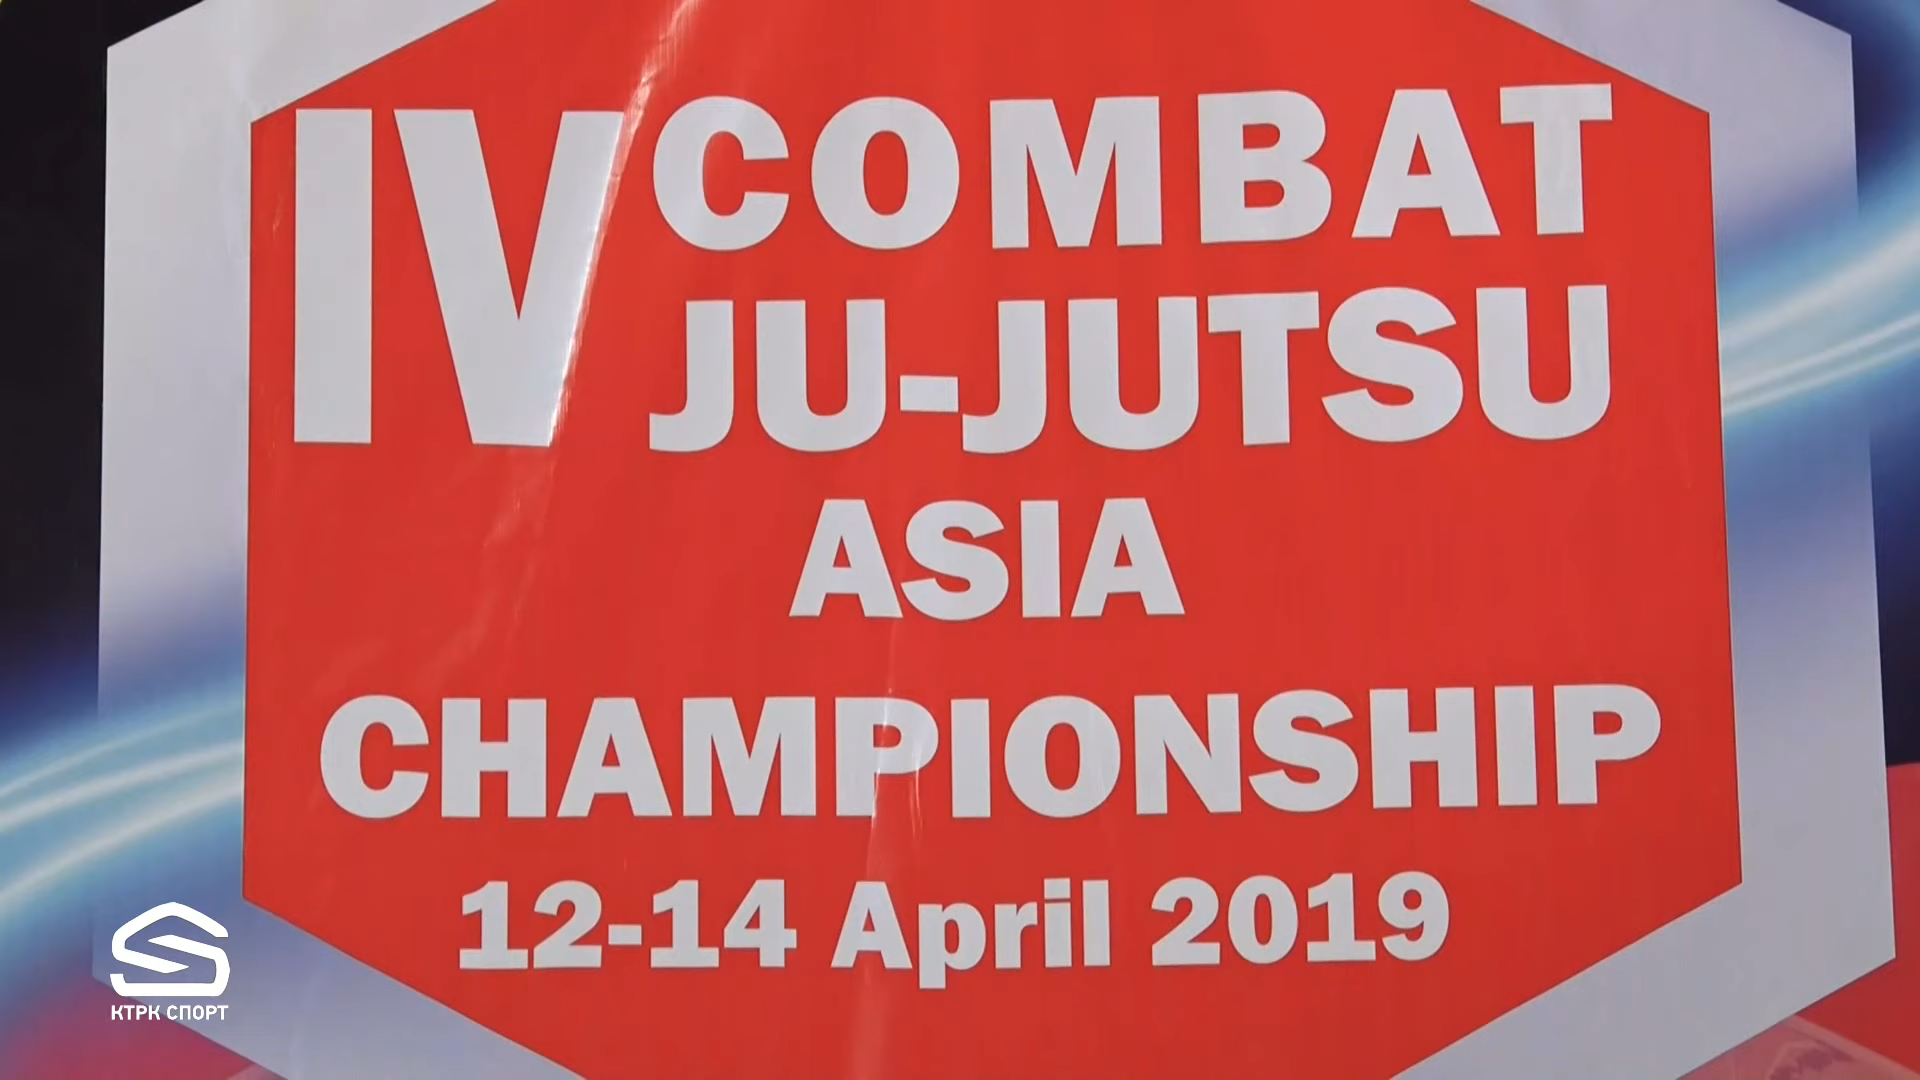 IV COMBAT
JU-JUTSU
ASIA
CHAMPIONSHIP
12-14 April 2019
КТРК СПОРТ